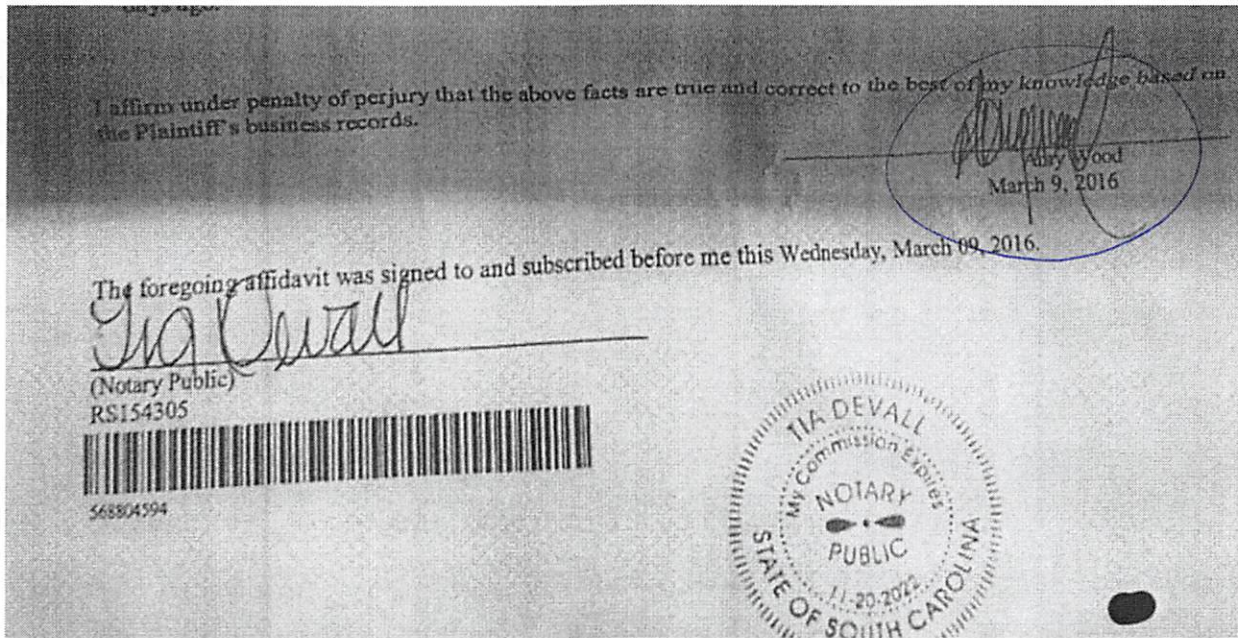 days ago.
I affirm under penalty of perjury that the above facts are true and correct to the best of my knowledge based on
the Plaintiff's business records.
Abry Wood
March 9, 2016
The foregoing affidavit was signed to and subscribed before me this Wednesday, March 09, 2016.
Tia Devall
(Notary Public)
RS154305
568804594
TIA DEVALL
My Commission Expires
NOTARY
PUBLIC
11-20-2022
STATE OF SOUTH CAROLINA